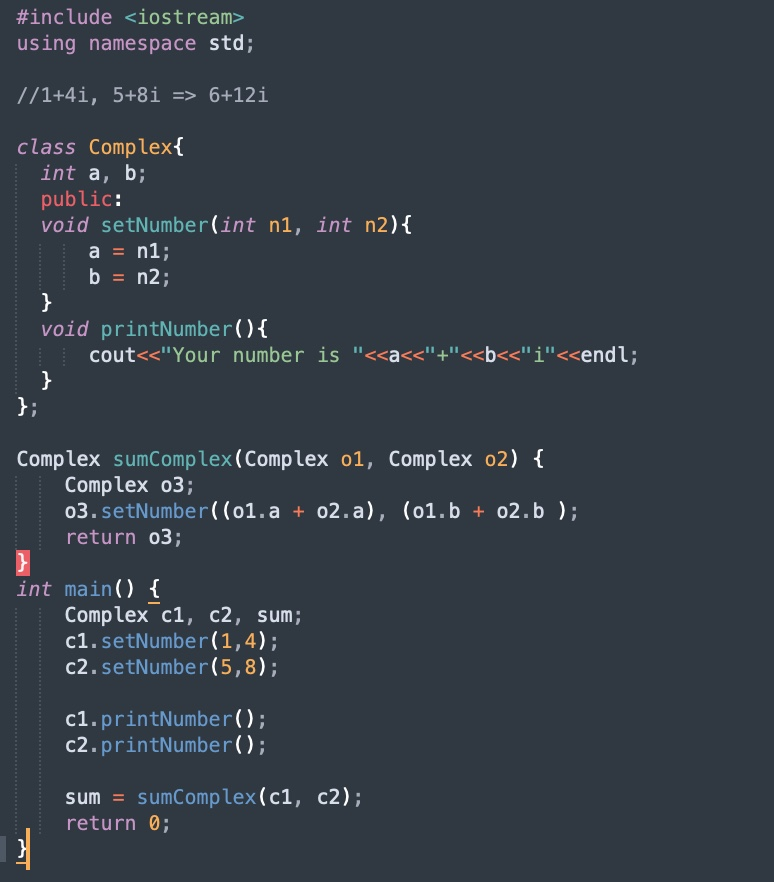 #include <iostream>
using namespace std;
//1+4i, 5+8i => 6+12i
class Complex{
int a, b;
public:
void setNumber(int n1, int n2){
a = n1;
b = n2;
}
void printNumber(){
cout<<"Your number is "<<a<<"+"<<b<<"i"<<endl;
}
};
Complex sumComplex(Complex o1, Complex o2) {
Complex o3;
o3.setNumber((o1.a + o2.a), (o1.b + o2.b );
return o3;
}
int main() {
Complex c1, c2, sum;
c1.setNumber(1,4);
c2.setNumber(5,8);
c1.printNumber();
c2.printNumber();
sum = sumComplex(c1, c2);
return 0;
}